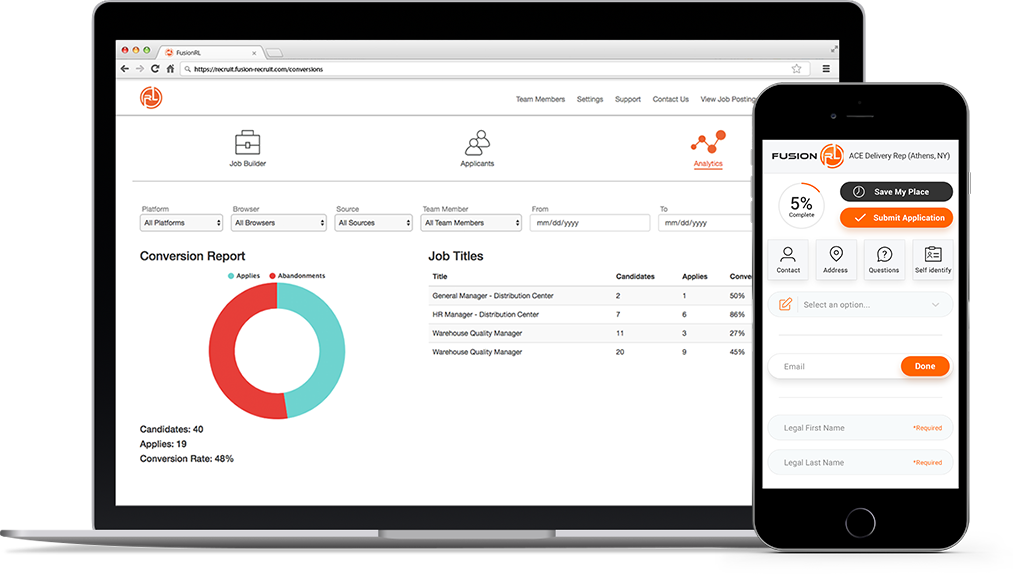 FusionRL
https://recruit.fusion-recruit.com/conversions
RL
Team Members Settings Support Contact Us View Job Posting
Job Builder Applicants Analytics
Platform Browser Source Team Member From To
All Platforms All Browsers All Sources All Team Members mm/dd/yyyy mm/dd/yyyy
Conversion Report
Applies Abandonments
Candidates: 40
Applies: 19
Conversion Rate: 48%
Job Titles
Title Candidates Applies Conve
General Manager - Distribution Center 2 1 50%
HR Manager - Distribution Center 7 6 86%
Warehouse Quality Manager 11 3 27%
Warehouse Quality Manager 20 9 45%
FUSION RL ACE Delivery Rep (Athens, NY)
5%
Complete
Save My Place
Submit Application
Contact Address Questions Self identify
Select an option...
Email Done
Legal First Name *Required
Legal Last Name *Required